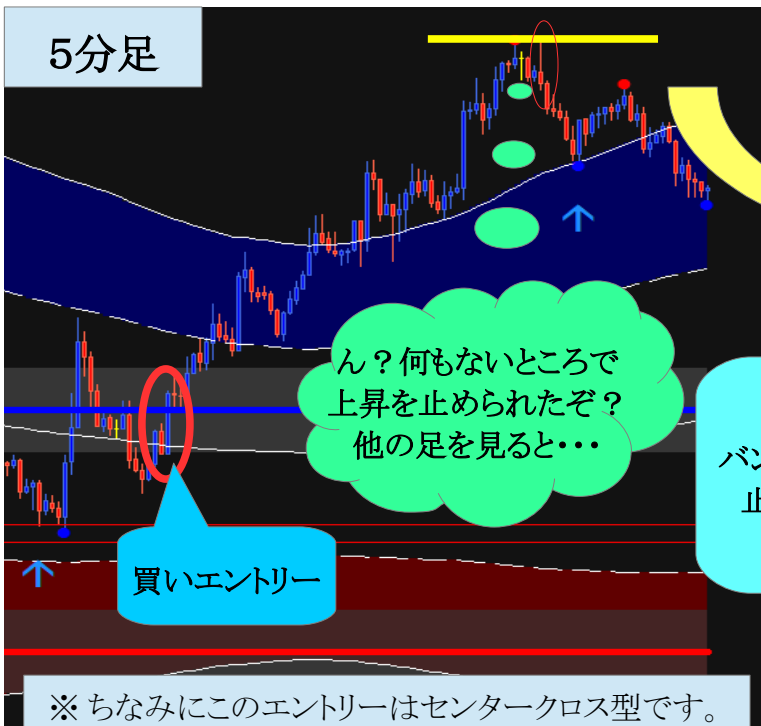 5分足
ん?何もないところで
上昇を止められたぞ?
他の足を見ると・・・
バン
止
買いエントリー
※ちなみにこのエントリーはセンタークロス型です。